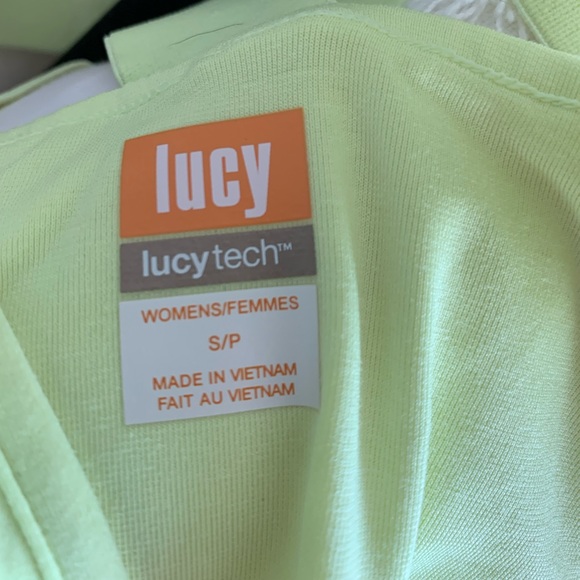 lucy
lucytech™
WOMENS/FEMMES
S/P
MADE IN VIETNAM
FAIT AU VIETNAM